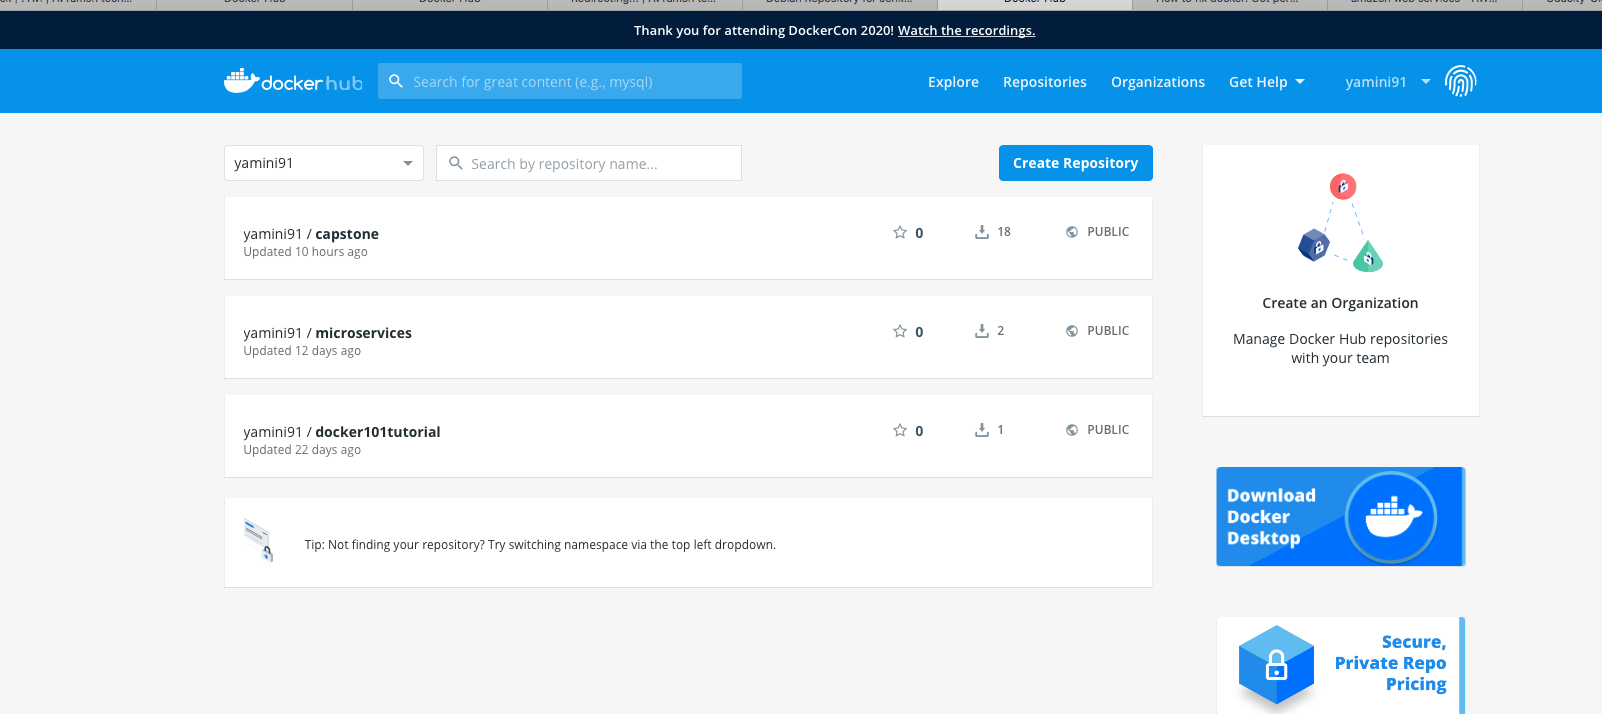 Thank you for attending DockerCon 2020! Watch the recordings.
dockerhub
Search for great content (e.g., mysql)
Explore
Repositories
Organizations
Get Help
yamini91
yamini91
Search by repository name...
Create Repository
yamini91 / capstone
Updated 10 hours ago
0
18
PUBLIC
yamini91 / microservices
Updated 12 days ago
0
2
PUBLIC
yamini91 / docker101tutorial
Updated 22 days ago
0
1
PUBLIC
Tip: Not finding your repository? Try switching namespace via the top left dropdown.
Create an Organization
Manage Docker Hub repositories
with your team
Download
Docker
Desktop
Secure,
Private Repo
Pricing